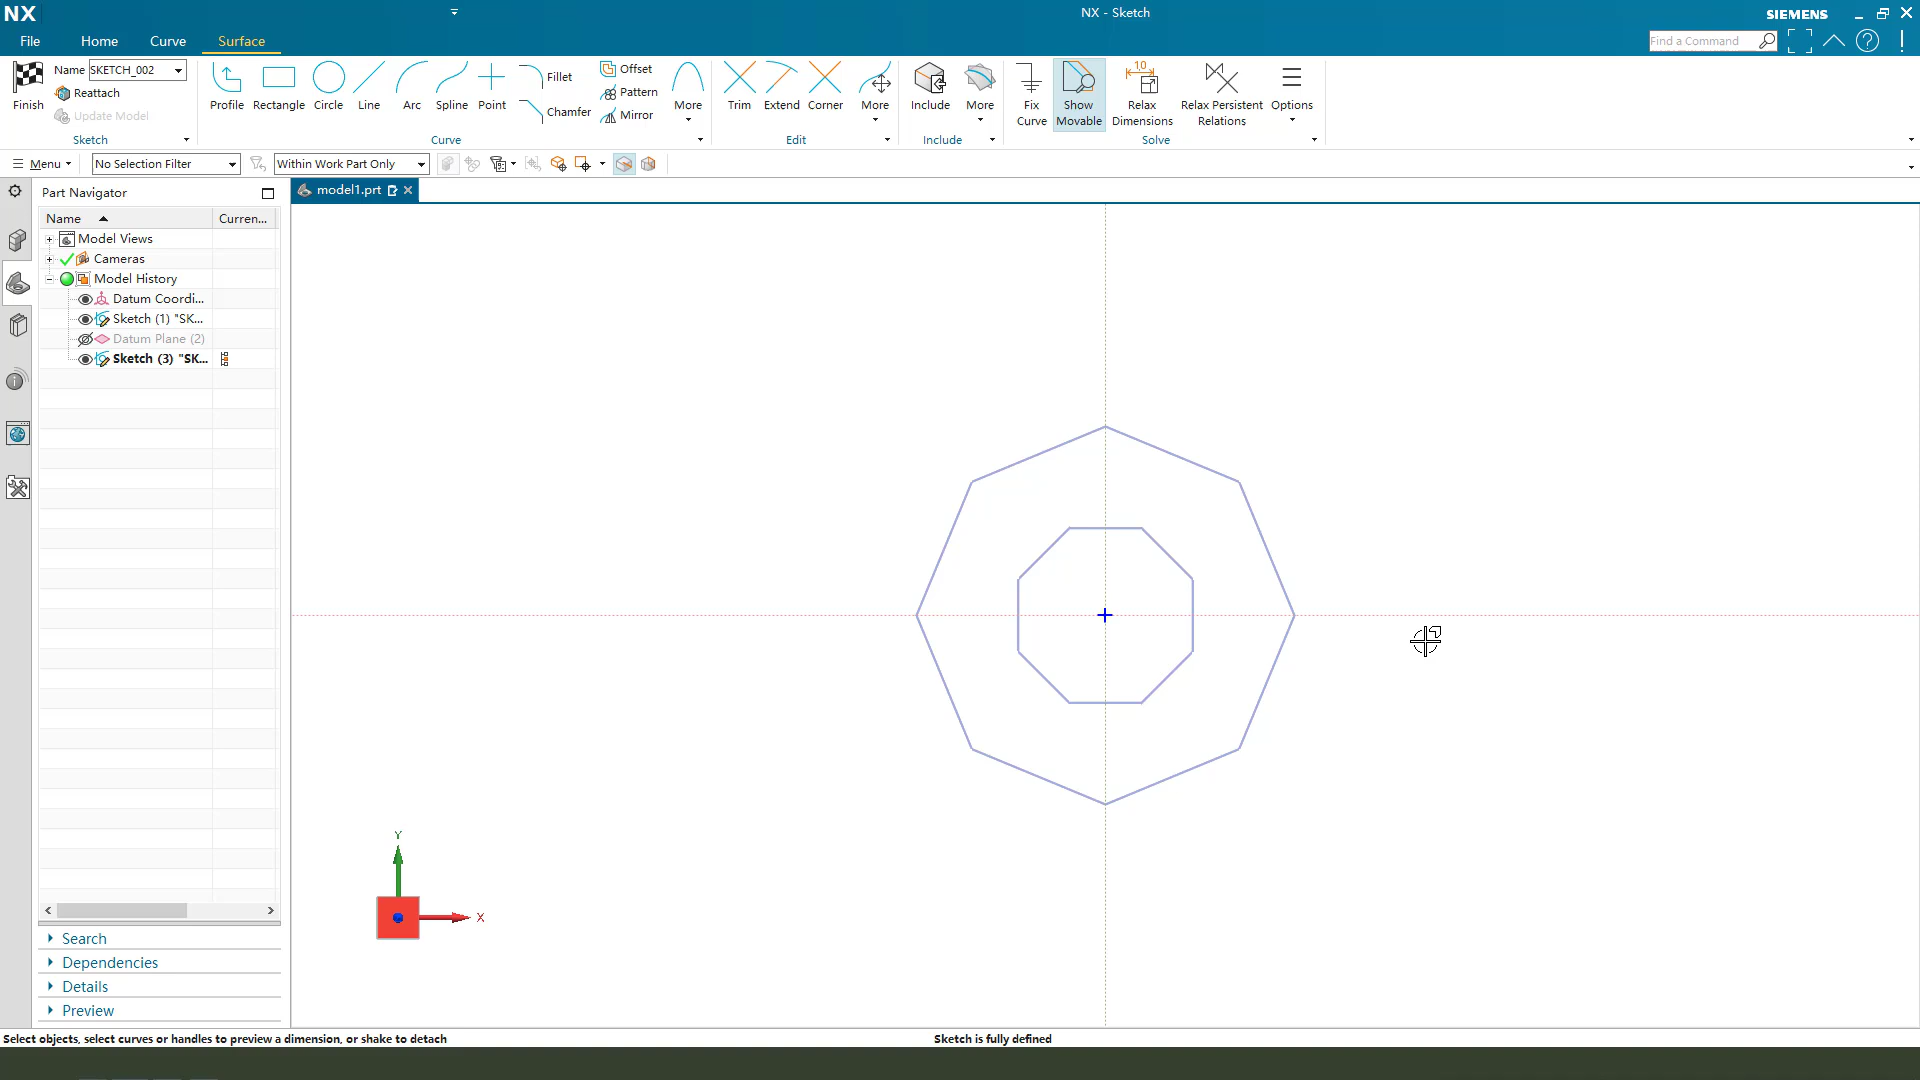 NX
NX - Sketch
SIEMENS
File Home Curve Surface
Find a Command
Finish
Name SKETCH_002
Reattach
Update Model
Sketch
Profile Rectangle Circle Line Arc Spline Point
Fillet
Chamfer
Offset
Pattern
Mirror
More
Curve
Trim Extend Corner More
Edit
Include More
Include
Fix Curve
Show Movable
1,0
Relax Dimensions
Relax Persistent Relations
Options
Solve
Menu
No Selection Filter
Within Work Part Only
Part Navigator
model1.prt
Name Curren...
Model Views
Cameras
Model History
Datum Coordi...
Sketch (1) "SK...
Datum Plane (2)
Sketch (3) "SK...
Y
X
Search
Dependencies
Details
Preview
Select objects, select curves or handles to preview a dimension, or shake to detach
Sketch is fully defined